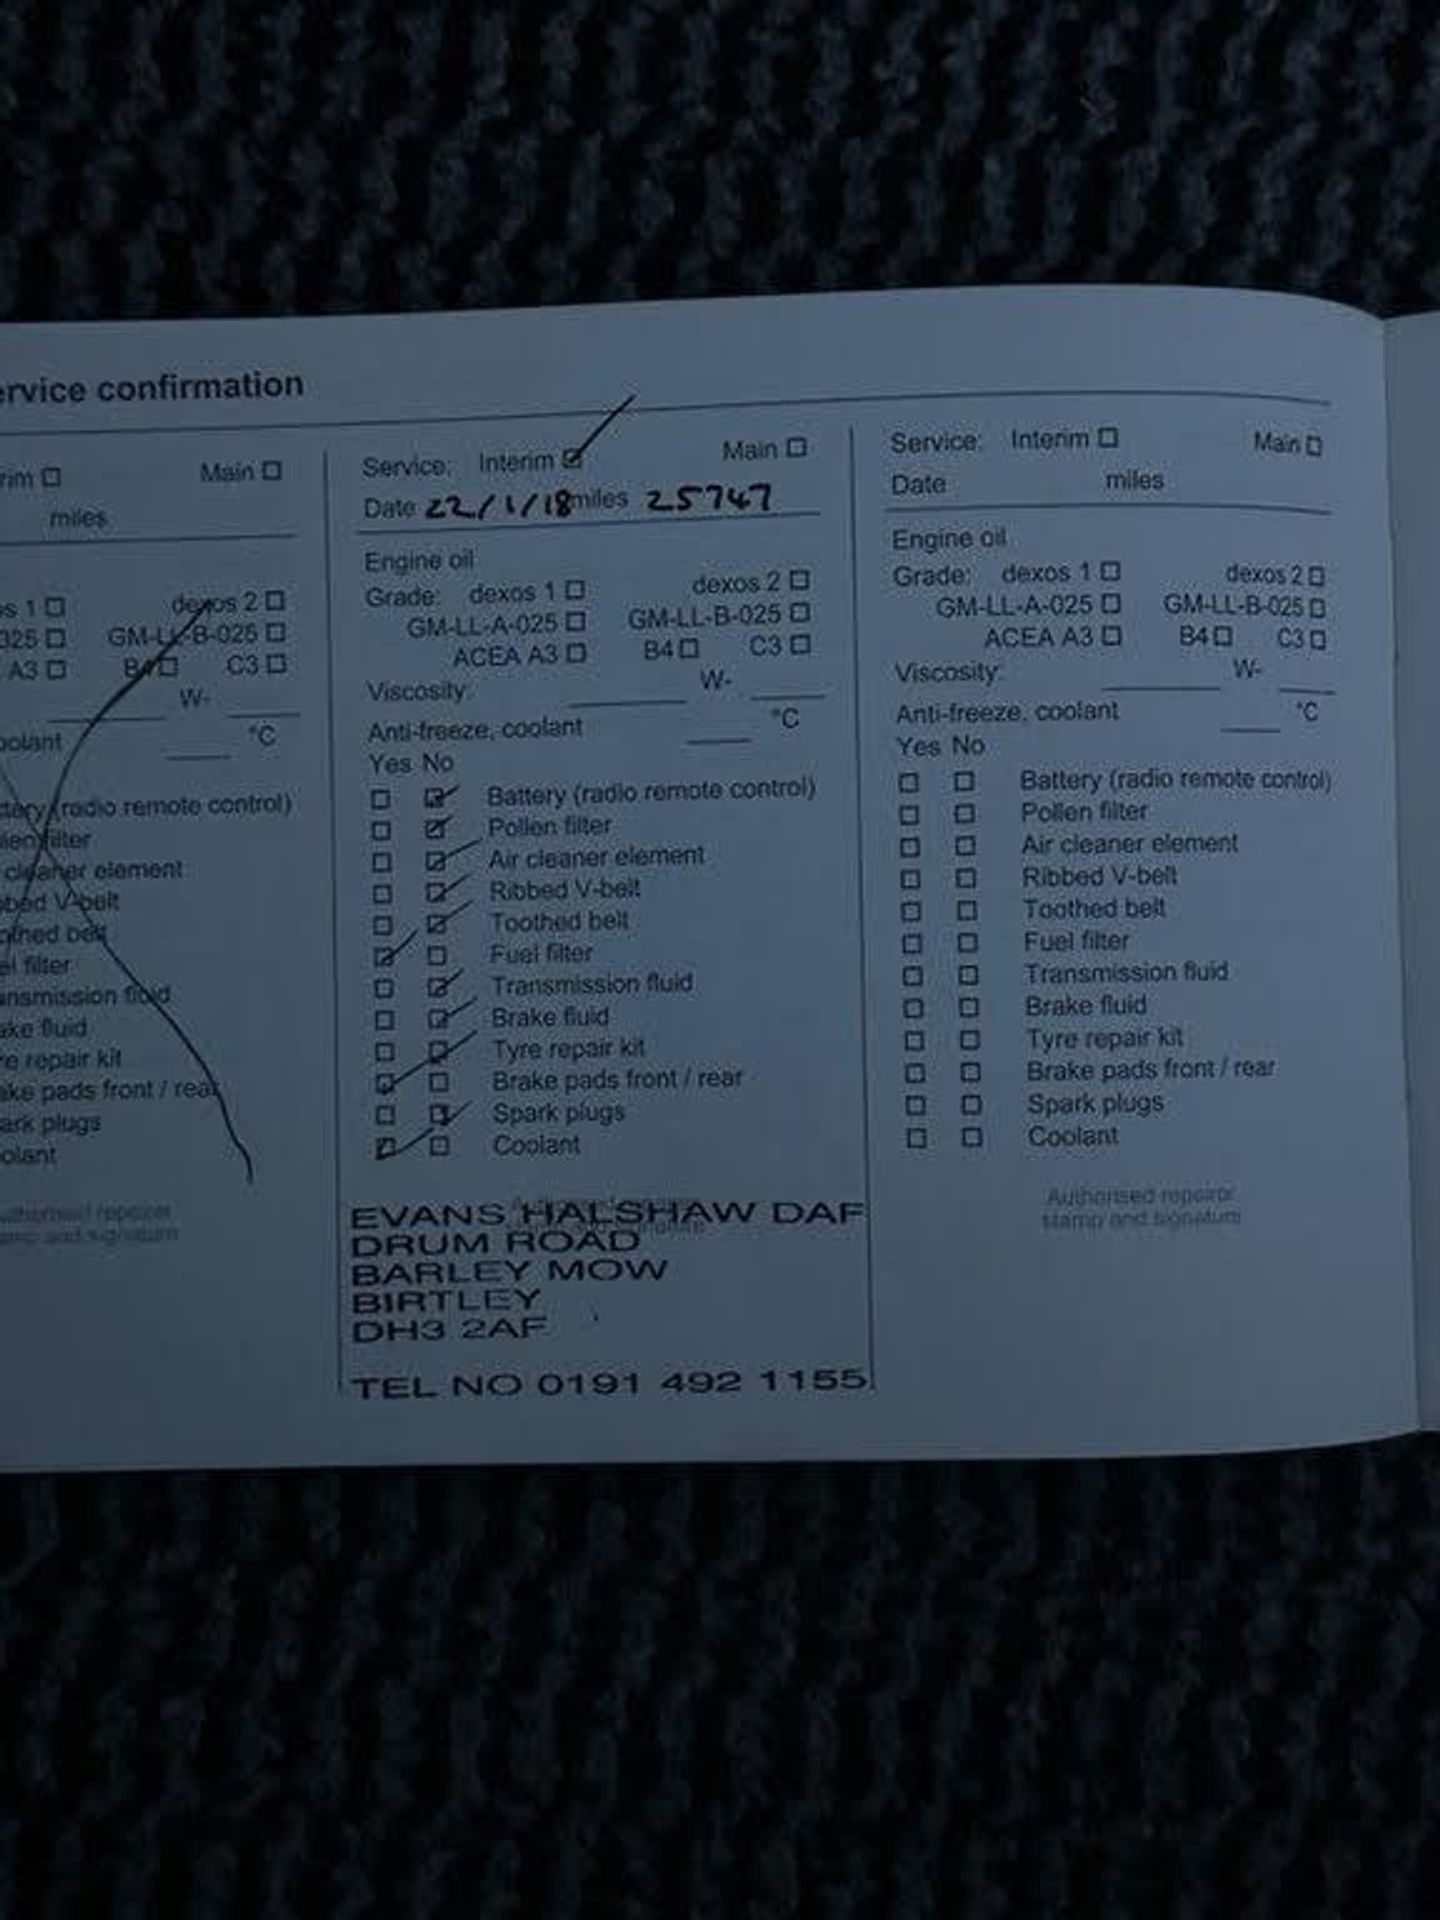 ervice confirmation
rim Main
miles
s 1 dexos 2
025 GM-LL-B-025
A3 B4 C3
W-
oolant °C
ttery (radio remote control)
llen filter
cleaner element
bbed V-belt
othed belt
el filter
ansmission fluid
ake fluid
re repair kit
ake pads front / rear
ark plugs
olant
uthorised repairer
amp and signature
Service: Interim Main
Date 22/1/18 miles 25747
Engine oil
Grade: dexos 1 dexos 2
GM-LL-A-025 GM-LL-B-025
ACEA A3 B4 C3
Viscosity: W-
Anti-freeze, coolant °C
Yes No
Battery (radio remote control)
Pollen filter
Air cleaner element
Ribbed V-belt
Toothed belt
Fuel filter
Transmission fluid
Brake fluid
Tyre repair kit
Brake pads front / rear
Spark plugs
Coolant
EVANS HALSHAW DAF
DRUM ROAD
BARLEY MOW
BIRTLEY
DH3 2AF
TEL NO 0191 492 1155
Service: Interim Main
Date miles
Engine oil
Grade: dexos 1 dexos 2
GM-LL-A-025 GM-LL-B-025
ACEA A3 B4 C3
Viscosity: W-
Anti-freeze, coolant °C
Yes No
Battery (radio remote control)
Pollen filter
Air cleaner element
Ribbed V-belt
Toothed belt
Fuel filter
Transmission fluid
Brake fluid
Tyre repair kit
Brake pads front / rear
Spark plugs
Coolant
Authorised repairer
stamp and signature